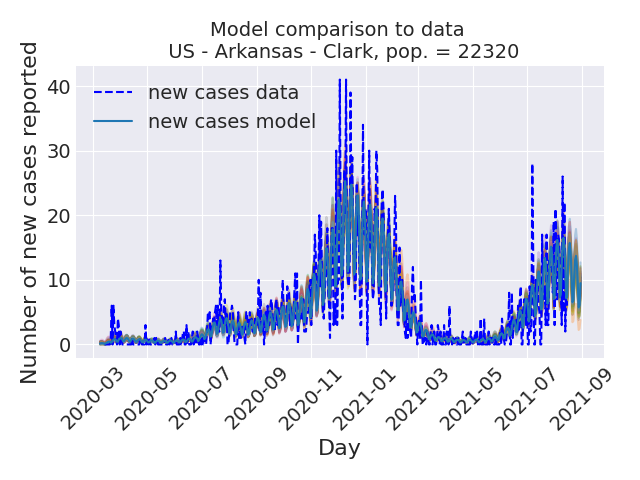 Model comparison to data
US - Arkansas - Clark, pop. = 22320
Number of new cases reported
40
30
20
10
0
new cases data
new cases model
2020-03
2020-05
2020-07
2020-09
2020-11
2021-01
2021-03
2021-05
2021-07
2021-09
Day